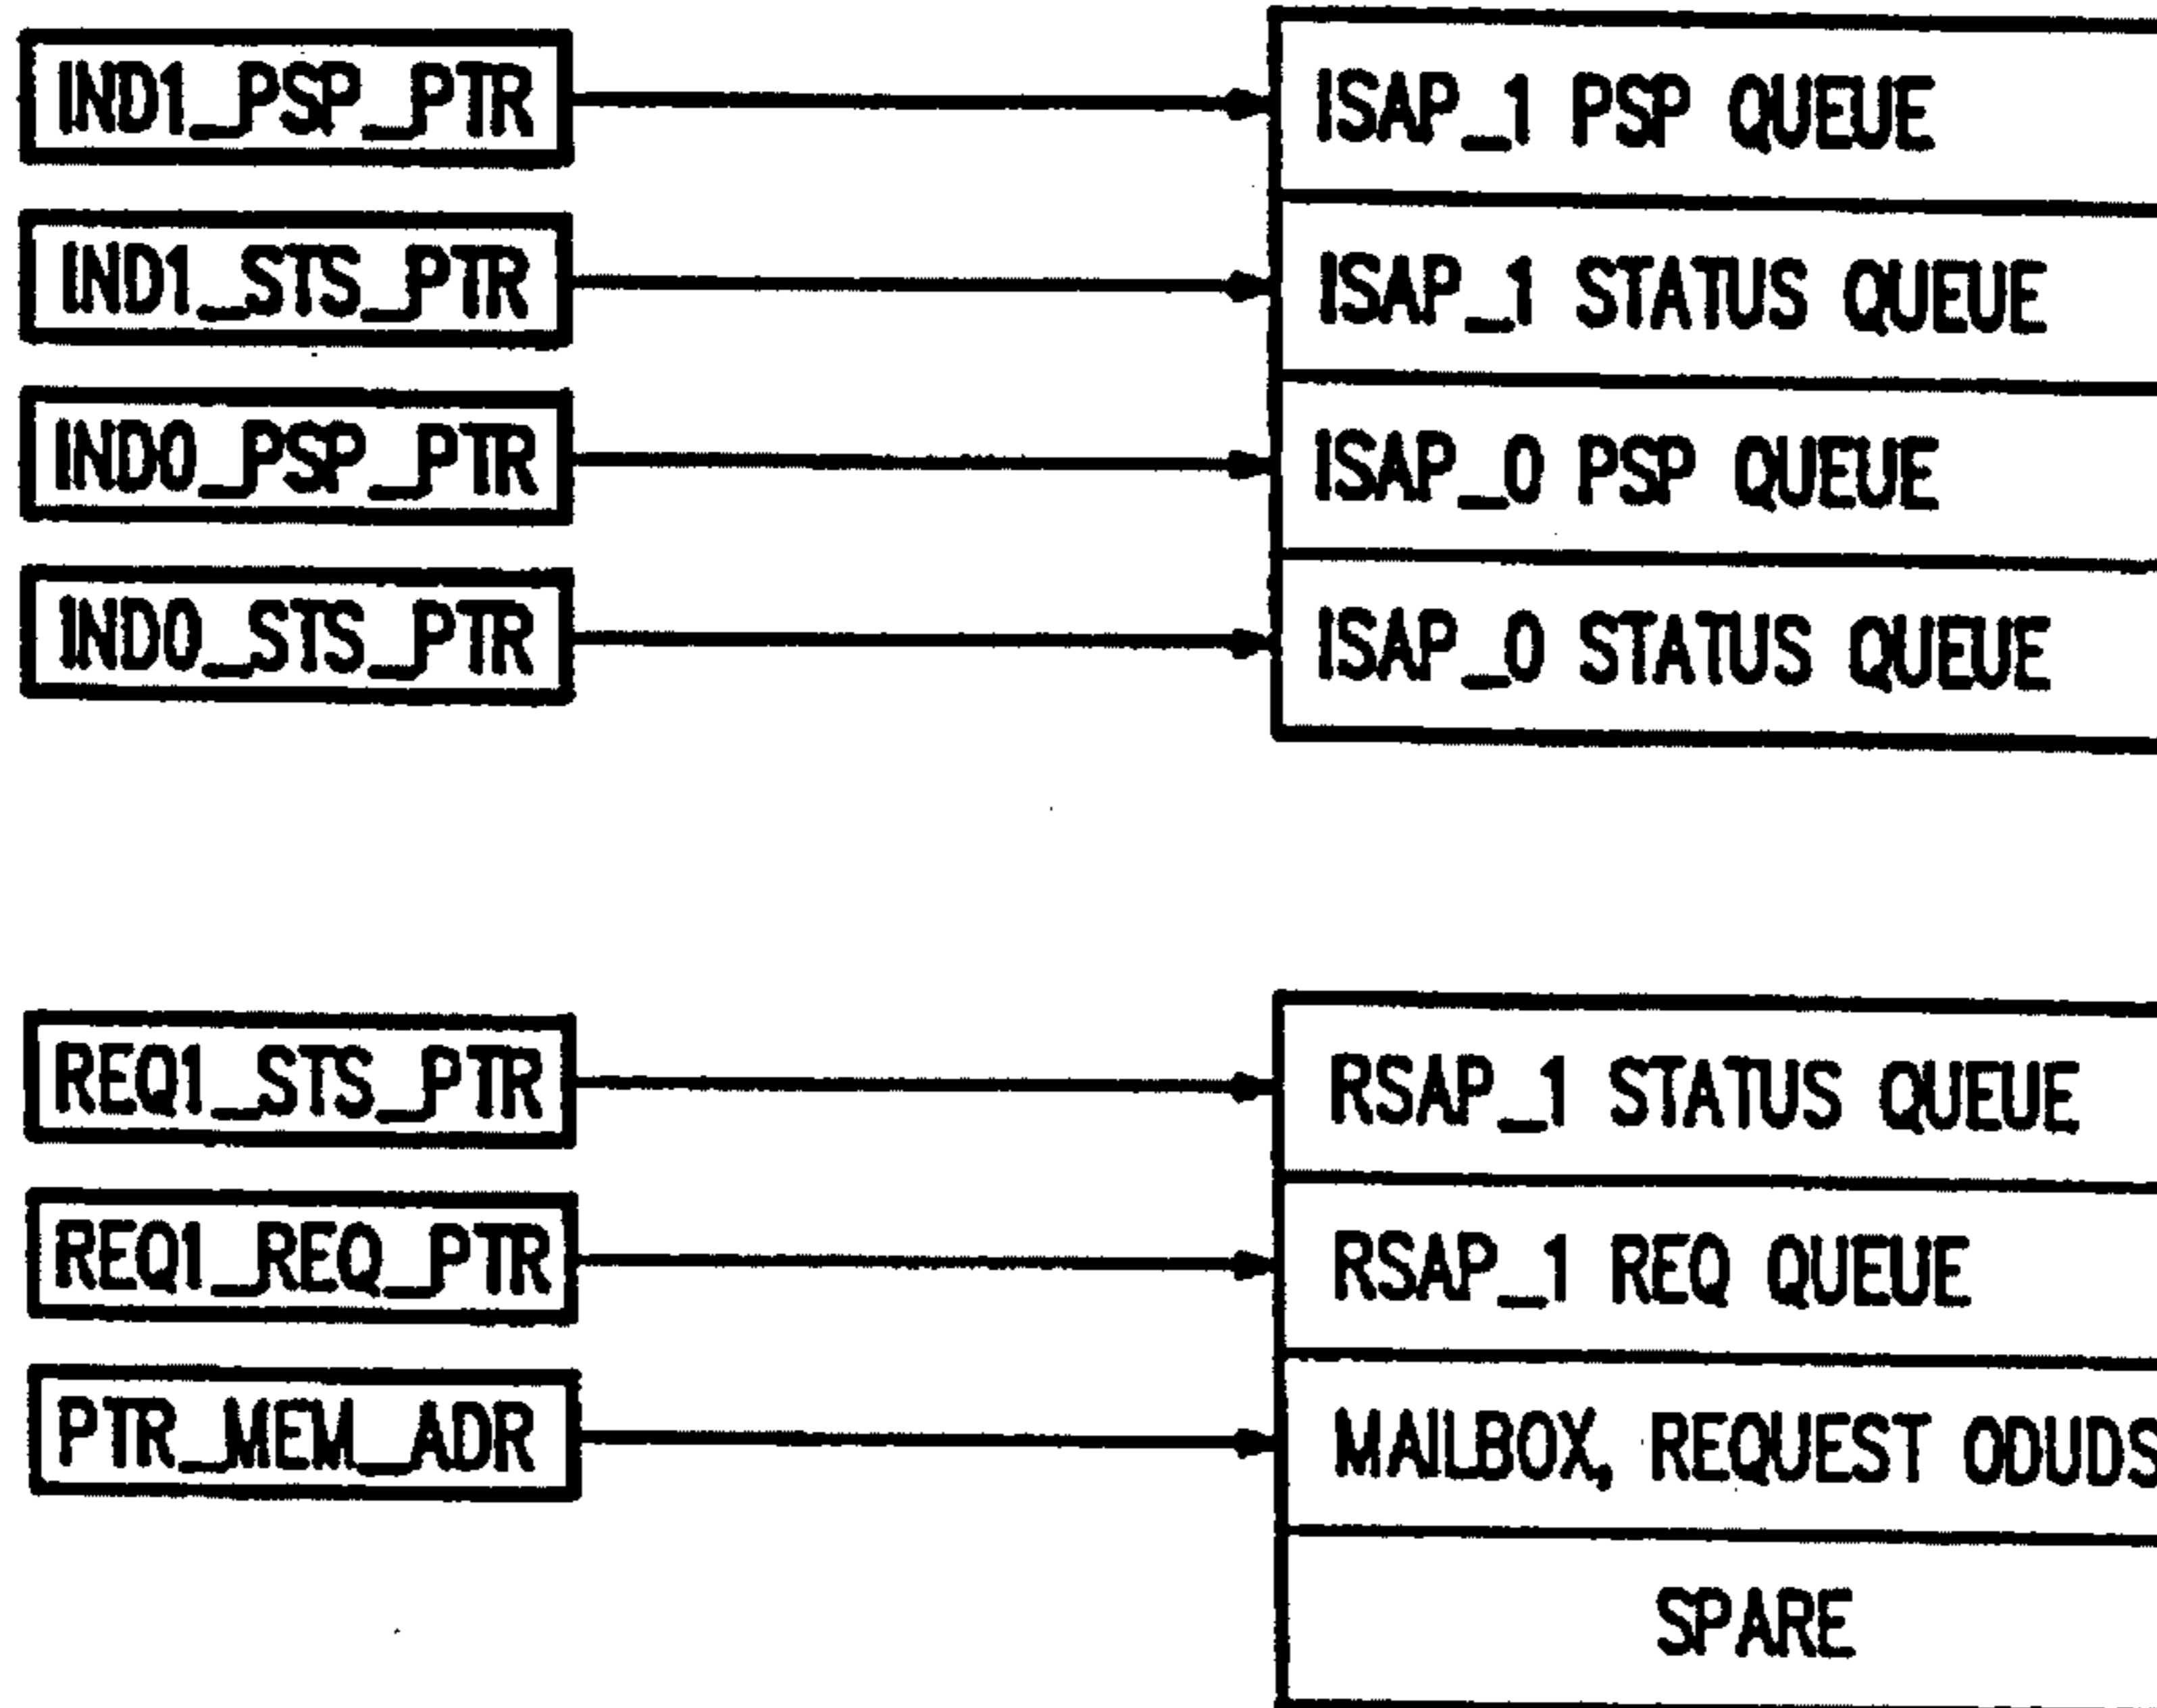 IND1_PSP_PTR
ISAP_1 PSP QUEUE
IND1_STS_PTR
ISAP_1 STATUS QUEUE
IND0_PSP_PTR
ISAP_0 PSP QUEUE
IND0_STS_PTR
ISAP_0 STATUS QUEUE
REQ1_STS_PTR
RSAP_1 STATUS QUEUE
REQ1_REQ_PTR
RSAP_1 REQ QUEUE
PTR_MEM_ADR
MAILBOX, REQUEST ODUDS
SPARE